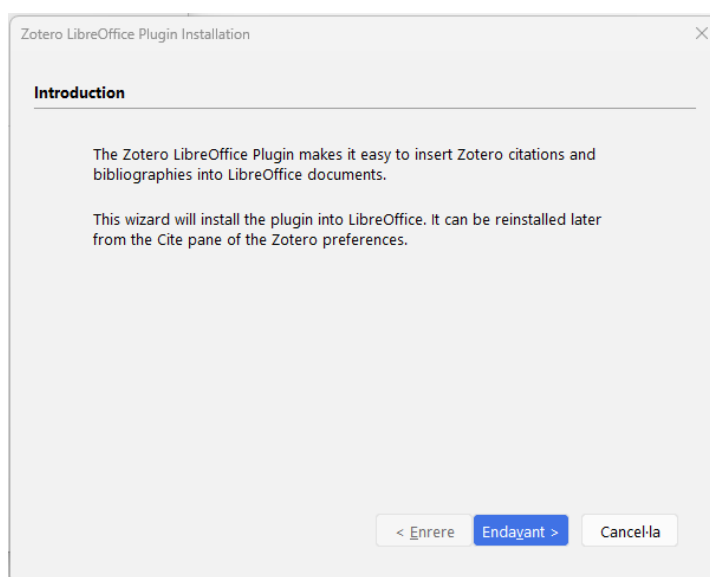 Zotero LibreOffice Plugin Installation
Introduction
The Zotero LibreOffice Plugin makes it easy to insert Zotero citations and
bibliographies into LibreOffice documents.
This wizard will install the plugin into LibreOffice. It can be reinstalled later
from the Cite pane of the Zotero preferences.
< Enrere Endavant > Cancel·la